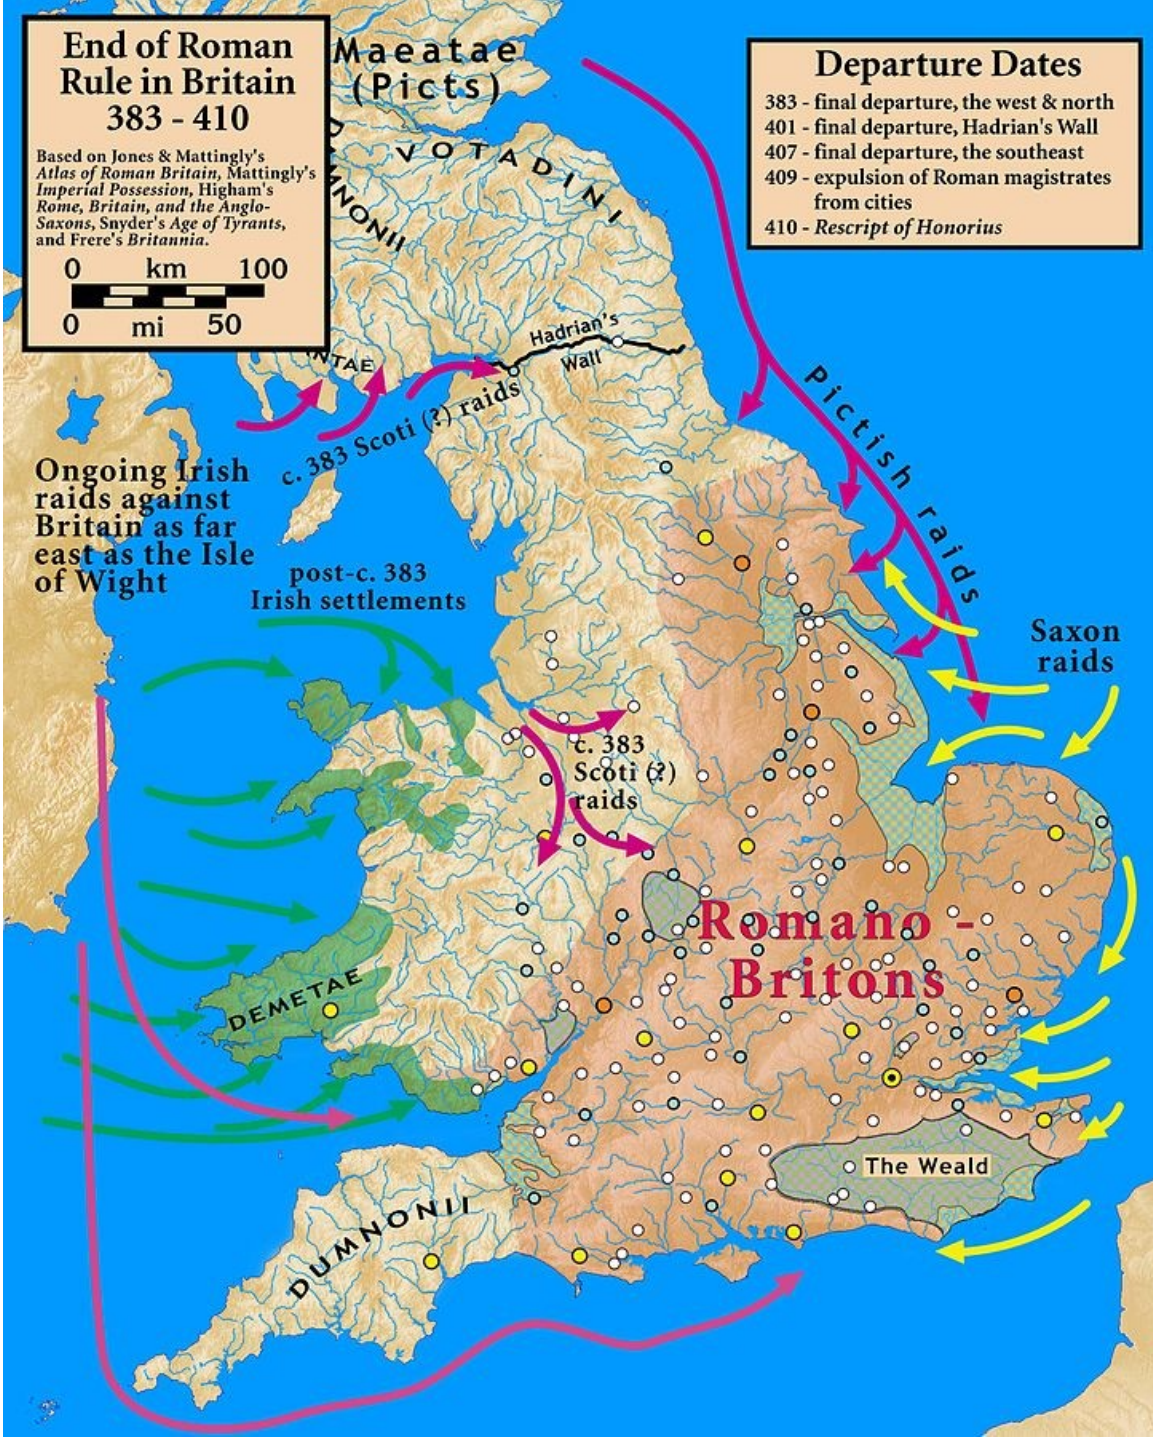 End of Roman
Rule in Britain
383 - 410
Based on Jones & Mattingly's
Atlas of Roman Britain, Mattingly's
Imperial Possession, Higham's
Rome, Britain, and the Anglo-
Saxons, Snyder's Age of Tyrants,
and Frere's Britannia.
0 km 100
0 mi 50
Maeatae
(Picts)
Departure Dates
383 - final departure, the west & north
401 - final departure, Hadrian's Wall
407 - final departure, the southeast
409 - expulsion of Roman magistrates
from cities
410 - Rescript of Honorius
VOTADINI
MNONII
NTAE
Hadrian's
Wall
c. 383 Scoti (?) raids
Pictish raids
Ongoing Irish
raids against
Britain as far
east as the Isle
of Wight
post-c. 383
Irish settlements
Saxon
raids
c. 383
Scoti (?)
raids
Romano -
Britons
DEMETAE
The Weald
DUMNONII